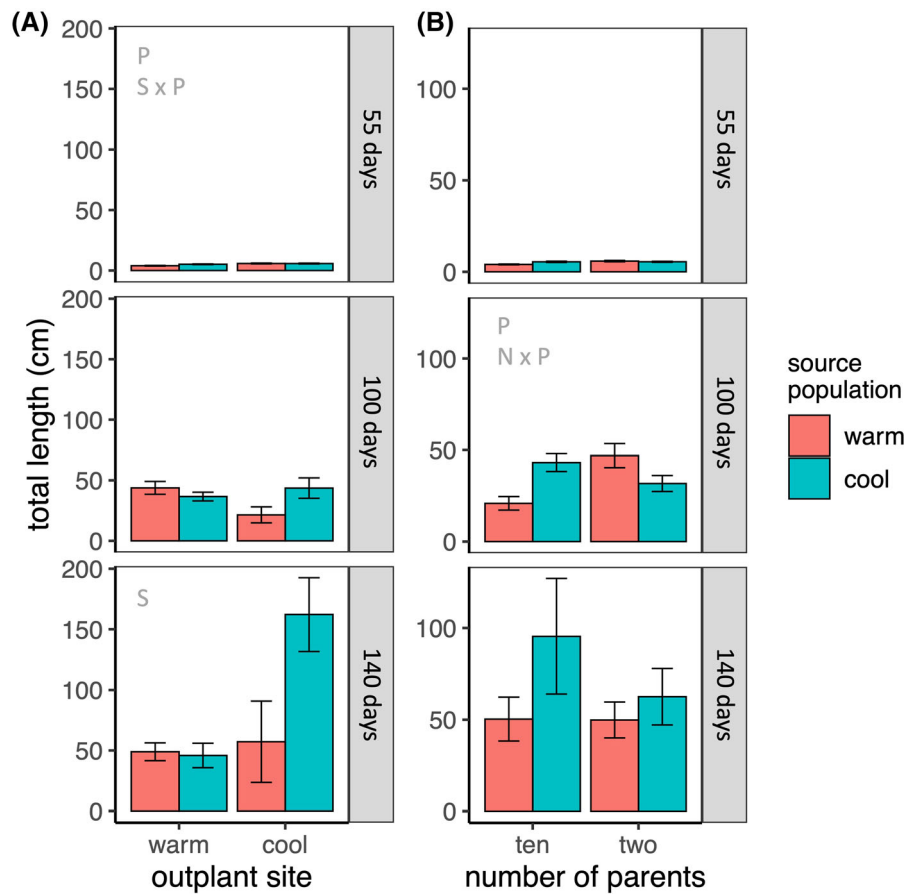 (A)
(B)
total length (cm)
200
150
100
50
0
P
S x P
55 days
100
50
0
55 days
200
150
100
50
0
100 days
100
50
0
P
N x P
100 days
200
150
100
50
0
S
140 days
100
50
0
140 days
warm
cool
outplant site
ten
two
number of parents
source
population
warm
cool